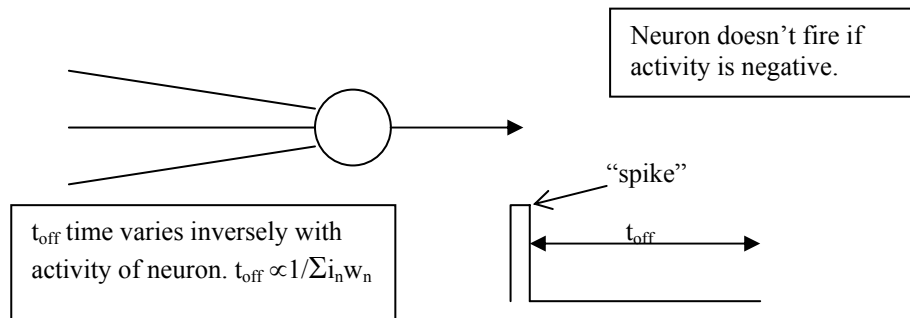 Neuron doesn’t fire if
activity is negative.
“spike”
t_off
t_off time varies inversely with
activity of neuron. t_off ∝1/Σi_nw_n